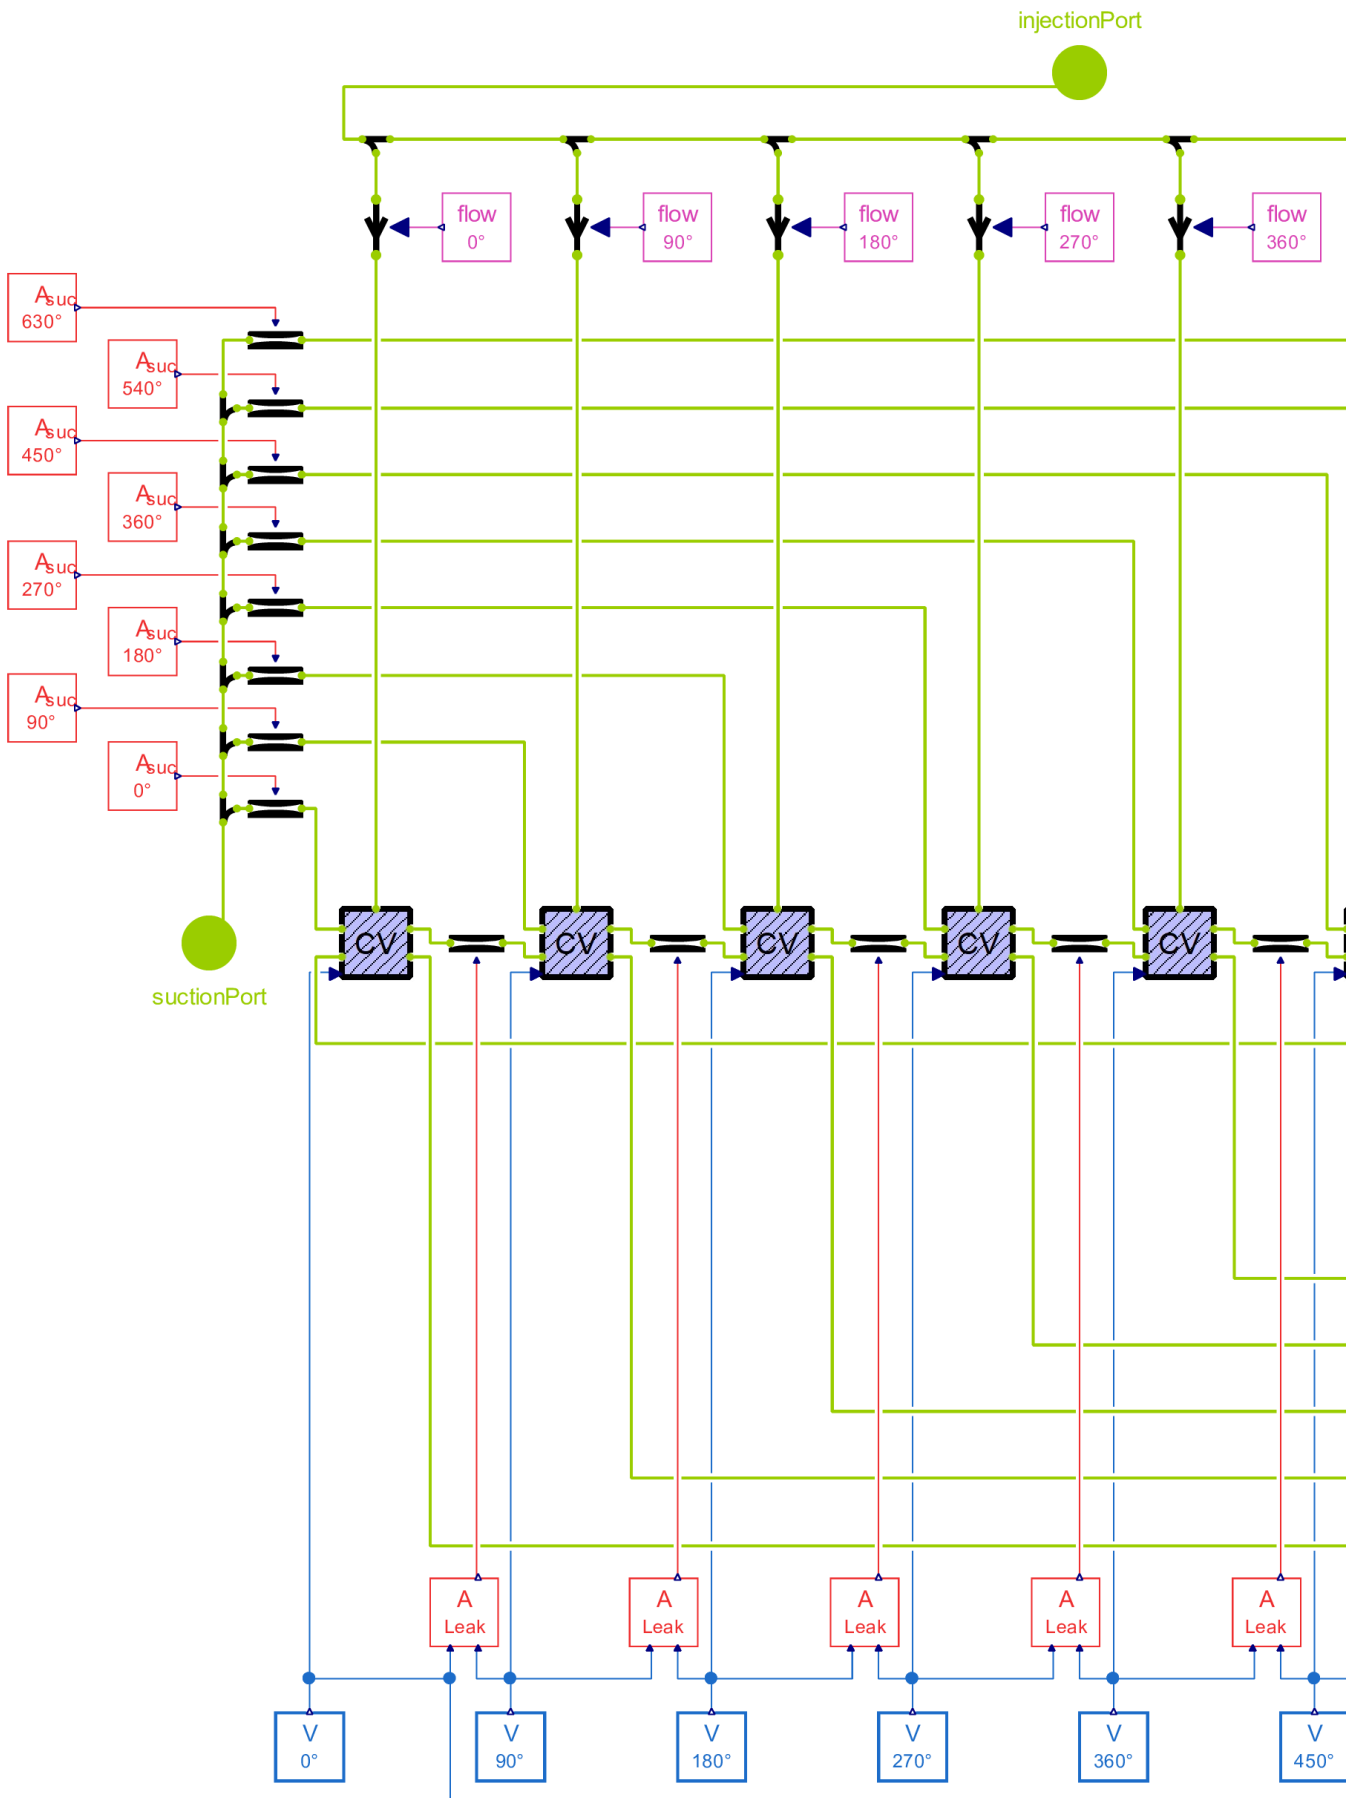 injectionPort
flow
0°
flow
90°
flow
180°
flow
270°
flow
360°
Asuc
630°
Asuc
540°
Asuc
450°
Asuc
360°
Asuc
270°
Asuc
180°
Asuc
90°
Asuc
0°
CV
CV
CV
CV
CV
suctionPort
A
Leak
A
Leak
A
Leak
A
Leak
A
Leak
V
0°
V
90°
V
180°
V
270°
V
360°
V
450°